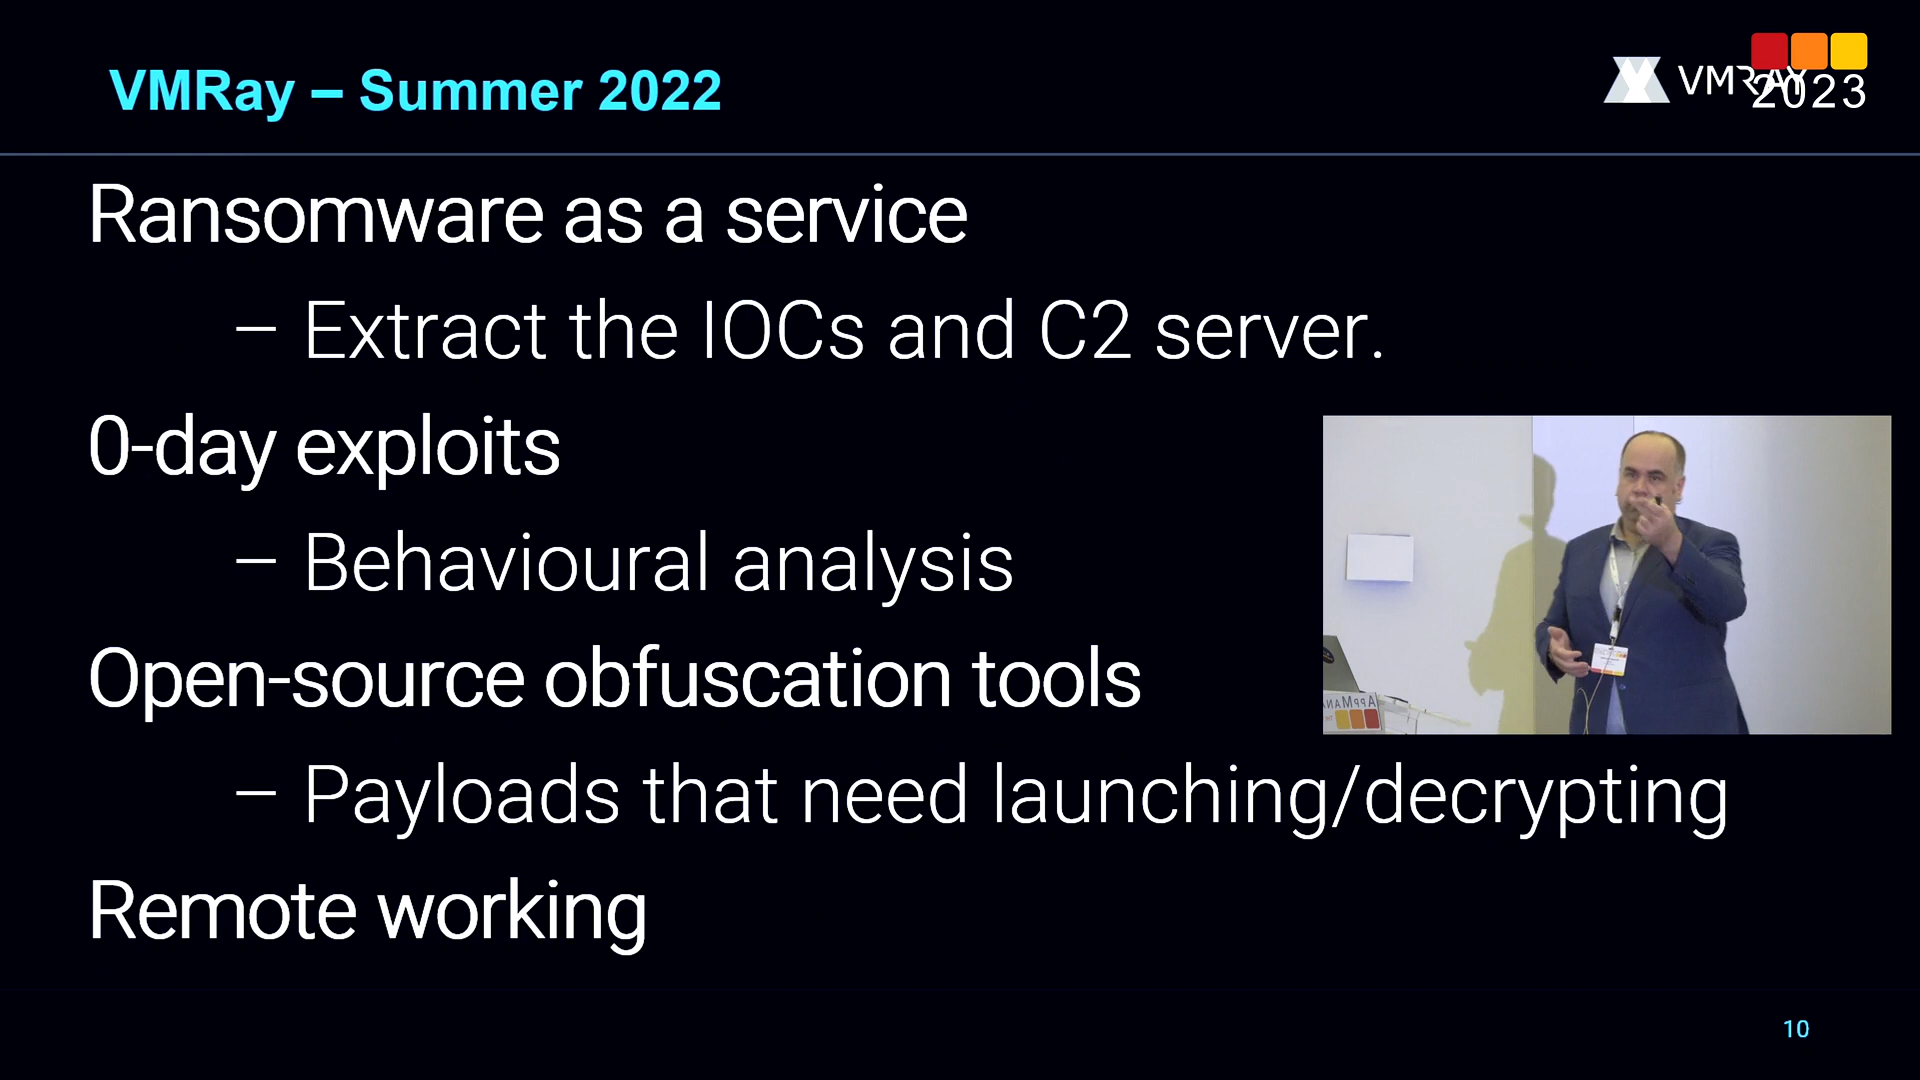 VMRay – Summer 2022
VMRAY
2023
Ransomware as a service
– Extract the IOCs and C2 server.
0-day exploits
– Behavioural analysis
Open-source obfuscation tools
– Payloads that need launching/decrypting
Remote working
10